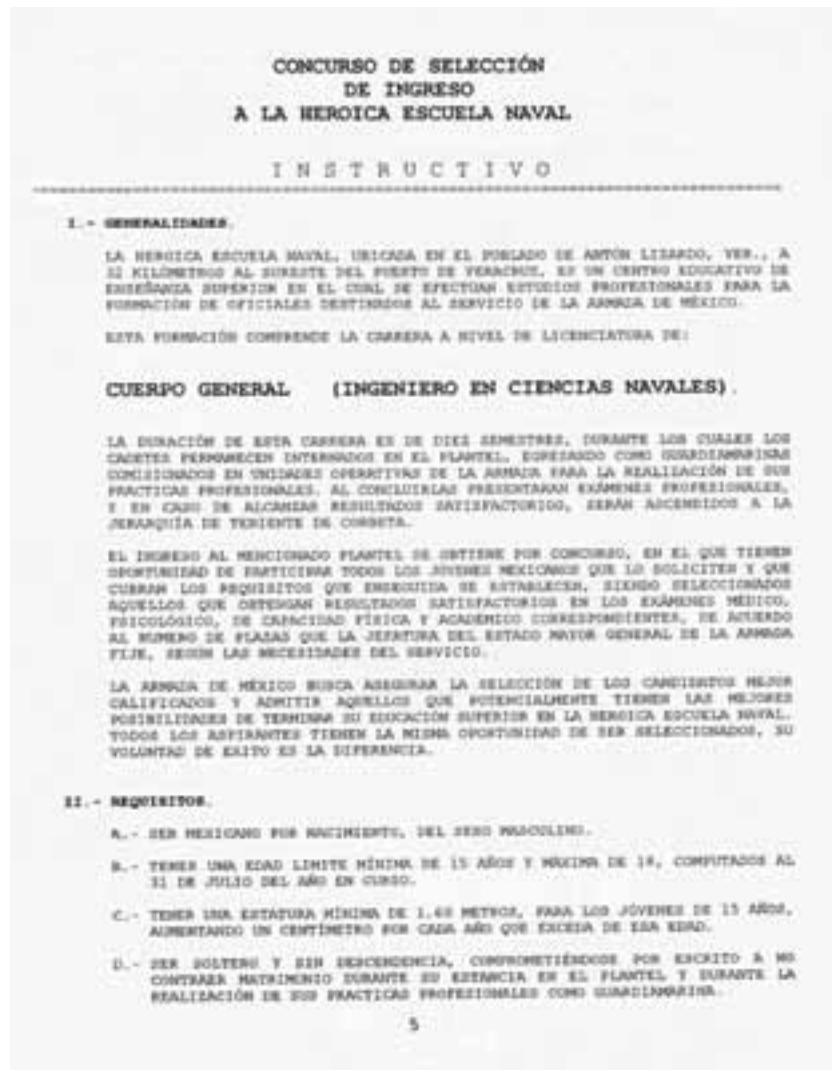 CONCURSO DE SELECCIÓN
DE INGRESO
A LA HEROICA ESCUELA NAVAL
INSTRUCTIVO
I.- GENERALIDADES.
LA HEROICA ESCUELA NAVAL, UBICADA EN EL POBLADO DE ANTÓN LIZARDO, VER., A
32 KILÓMETROS AL SURESTE DEL PUERTO DE VERACRUZ, ES UN CENTRO EDUCATIVO DE
ENSEÑANZA SUPERIOR EN EL CUAL SE EFECTUAN ESTUDIOS PROFESIONALES PARA LA
FORMACIÓN DE OFICIALES DESTINADOS AL SERVICIO DE LA ARMADA DE MÉXICO.
ESTA FORMACIÓN COMPRENDE LA CARRERA A NIVEL DE LICENCIATURA DE:
CUERPO GENERAL (INGENIERO EN CIENCIAS NAVALES).
LA DURACIÓN DE ESTA CARRERA ES DE DIEZ SEMESTRES, DURANTE LOS CUALES LOS
CADETES PERMANECEN INTERNADOS EN EL PLANTEL, EGRESANDO COMO GUARDIAMARINAS
COMISIONADOS EN UNIDADES OPERATIVAS DE LA ARMADA PARA LA REALIZACIÓN DE SUS
PRACTICAS PROFESIONALES. AL CONCLUIRLAS PRESENTARAN EXÁMENES PROFESIONALES,
Y EN CASO DE ALCANZAR RESULTADOS SATISFACTORIOS, SERÁN ASCENDIDOS A LA
JERARQUÍA DE TENIENTE DE CORBETA.
EL INGRESO AL MENCIONADO PLANTEL SE OBTIENE POR CONCURSO, EN EL QUE TIENEN
OPORTUNIDAD DE PARTICIPAR TODOS LOS JÓVENES MEXICANOS QUE LO SOLICITEN Y QUE
CUBRAN LOS REQUISITOS QUE ENSEGUIDA SE ESTABLECEN, SIENDO SELECCIONADOS
AQUELLOS QUE OBTENGAN RESULTADOS SATISFACTORIOS EN LOS EXÁMENES MÉDICO,
PSICOLÓGICO, DE CAPACIDAD FÍSICA Y ACADÉMICO CORRESPONDIENTES, DE ACUERDO
AL NUMERO DE PLAZAS QUE LA JEFATURA DEL ESTADO MAYOR GENERAL DE LA ARMADA
FIJE, SEGÚN LAS NECESIDADES DEL SERVICIO.
LA ARMADA DE MÉXICO BUSCA ASEGURAR LA SELECCIÓN DE LOS CANDIDATOS MEJOR
CALIFICADOS Y ADMITIR AQUELLOS QUE POTENCIALMENTE TIENEN LAS MEJORES
POSIBILIDADES DE TERMINAR SU EDUCACIÓN SUPERIOR EN LA HEROICA ESCUELA NAVAL.
TODOS LOS ASPIRANTES TIENEN LA MISMA OPORTUNIDAD DE SER SELECCIONADOS, SU
VOLUNTAD DE EXITO ES LA DIFERENCIA.
II.- REQUISITOS.
A.- SER MEXICANO POR NACIMIENTO, DEL SEXO MASCULINO.
B.- TENER UNA EDAD LIMITE MÍNIMA DE 15 AÑOS Y MÁXIMA DE 18, COMPUTADOS AL
31 DE JULIO DEL AÑO EN CURSO.
C.- TENER UNA ESTATURA MÍNIMA DE 1.60 METROS, PARA LOS JÓVENES DE 15 AÑOS,
AUMENTANDO UN CENTÍMETRO POR CADA AÑO QUE EXCEDA DE ESA EDAD.
D.- SER SOLTERO Y SIN DESCENDENCIA, COMPROMETIÉNDOSE POR ESCRITO A NO
CONTRAER MATRIMONIO DURANTE SU ESTANCIA EN EL PLANTEL Y DURANTE LA
REALIZACIÓN DE SUS PRACTICAS PROFESIONALES COMO GUARDIAMARINA.
5